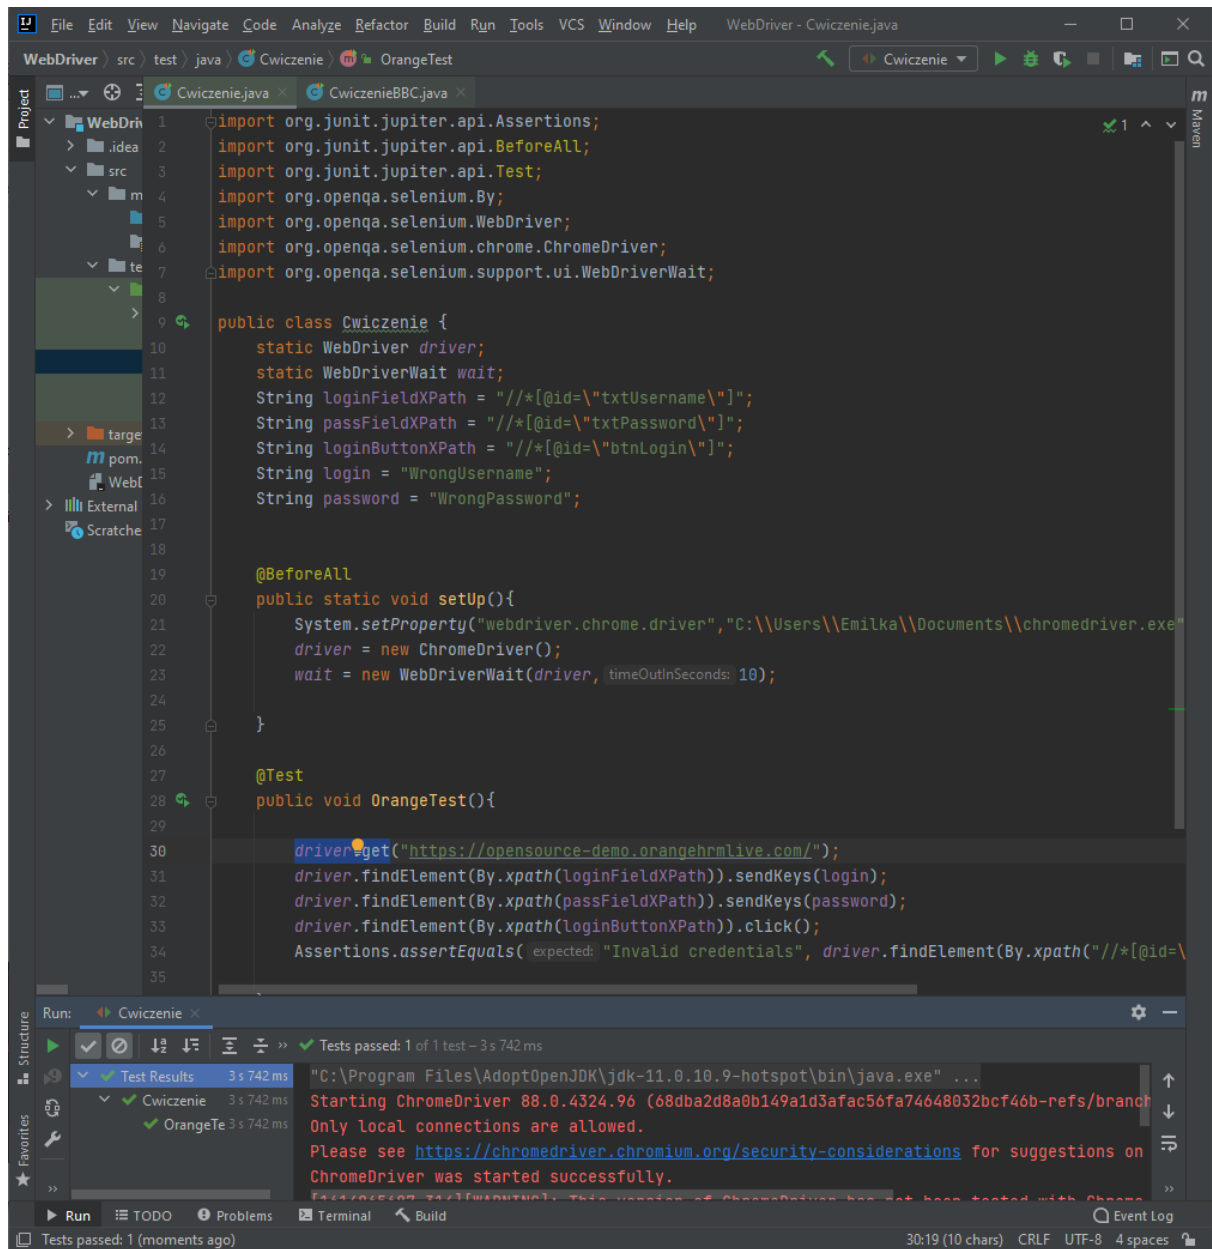 File Edit View Navigate Code Analyze Refactor Build Run Tools VCS Window Help WebDriver - Cwiczenie.java
WebDriver src test java Cwiczenie OrangeTest Cwiczenie
... Cwiczenie.java CwiczenieBBC.java
Project
Maven
WebDriv
.idea
src
m
te
targe
pom.
WebD
External
Scratche
1
1 import org.junit.jupiter.api.Assertions;
2 import org.junit.jupiter.api.BeforeAll;
3 import org.junit.jupiter.api.Test;
4 import org.openqa.selenium.By;
5 import org.openqa.selenium.WebDriver;
6 import org.openqa.selenium.chrome.ChromeDriver;
7 import org.openqa.selenium.support.ui.WebDriverWait;
8
9 public class Cwiczenie {
10 static WebDriver driver;
11 static WebDriverWait wait;
12 String loginFieldXPath = "//*[@id=\"txtUsername\"]";
13 String passFieldXPath = "//*[@id=\"txtPassword\"]";
14 String loginButtonXPath = "//*[@id=\"btnLogin\"]";
15 String login = "WrongUsername";
16 String password = "WrongPassword";
17
18
19 @BeforeAll
20 public static void setUp(){
21 System.setProperty("webdriver.chrome.driver","C:\\Users\\Emilka\\Documents\\chromedriver.exe"
22 driver = new ChromeDriver();
23 wait = new WebDriverWait(driver, timeOutInSeconds: 10);
24
25 }
26
27 @Test
28 public void OrangeTest(){
29
30 driver.get("https://opensource-demo.orangehrmlive.com/");
31 driver.findElement(By.xpath(loginFieldXPath)).sendKeys(login);
32 driver.findElement(By.xpath(passFieldXPath)).sendKeys(password);
33 driver.findElement(By.xpath(loginButtonXPath)).click();
34 Assertions.assertEquals( expected: "Invalid credentials", driver.findElement(By.xpath("//*[@id=\
35
Structure
Favorites
Run: Cwiczenie
Tests passed: 1 of 1 test – 3 s 742 ms
Test Results 3 s 742 ms
Cwiczenie 3 s 742 ms
OrangeTe 3 s 742 ms
"C:\Program Files\AdoptOpenJDK\jdk-11.0.10.9-hotspot\bin\java.exe" ...
Starting ChromeDriver 88.0.4324.96 (68dba2d8a0b149a1d3afac56fa74648032bcf46b-refs/branch
Only local connections are allowed.
Please see https://chromedriver.chromium.org/security-considerations for suggestions on
ChromeDriver was started successfully.
[WARNING]: This version of ChromeDriver has not been tested with Chrome
Run TODO Problems Terminal Build Event Log
Tests passed: 1 (moments ago) 30:19 (10 chars) CRLF UTF-8 4 spaces